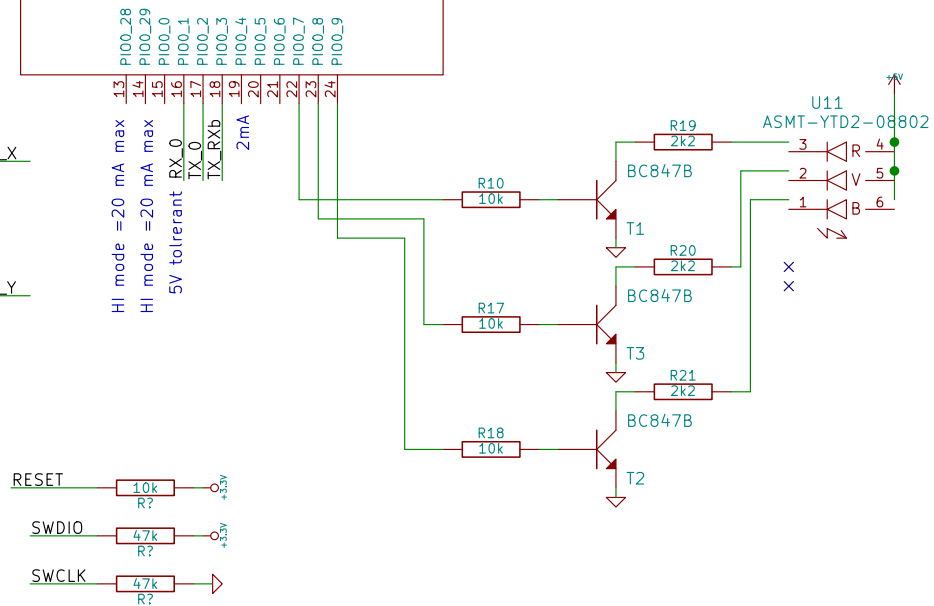 PIO0_28
PIO0_29
PIO0_0
PIO0_1
PIO0_2
PIO0_3
PIO0_4
PIO0_5
PIO0_6
PIO0_7
PIO0_8
PIO0_9
13
14
15
16
17
18
19
20
21
22
23
24
HI mode =20 mA max
HI mode =20 mA max
5V tolrerant
RX_0
TX_0
TX_RXb
2mA
_X
_Y
+5V
U11
ASMT-YTD2-08802
3 R 4
2 V 5
1 B 6
R19
2k2
BC847B
R10
10k
T1
R20
2k2
BC847B
R17
10k
T3
R21
2k2
BC847B
R18
10k
T2
RESET
10k
R?
+3.3V
SWDIO
47k
R?
+3.3V
SWCLK
47k
R?